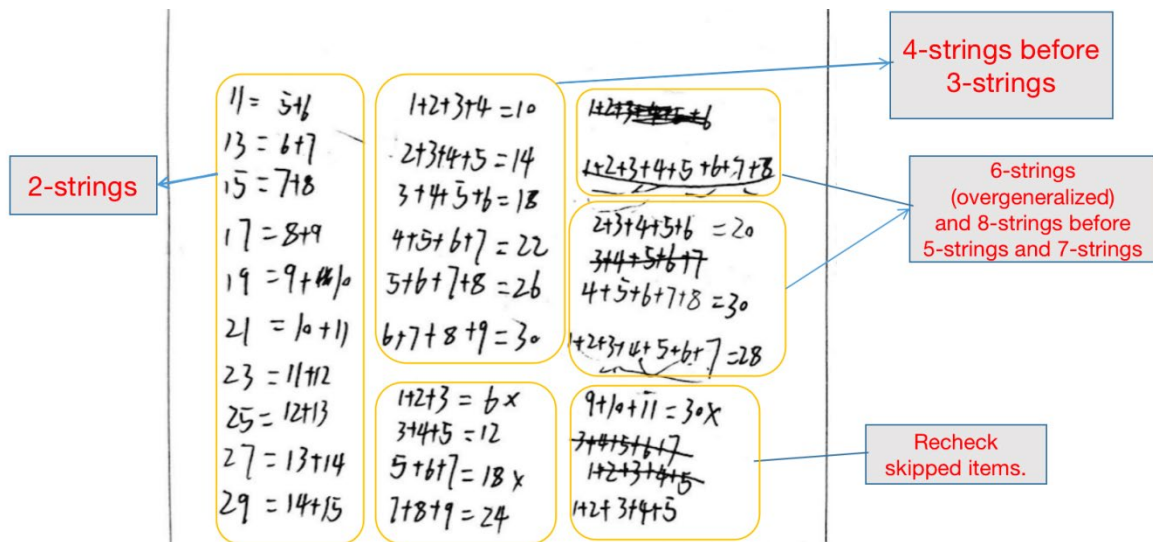 2-strings
11 = 5+6
13 = 6+7
15 = 7+8
17 = 8+9
19 = 9+10
21 = 10+11
23 = 11+12
25 = 12+13
27 = 13+14
29 = 14+15
1+2+3+4 = 10
2+3+4+5 = 14
3+4+5+6 = 18
4+5+6+7 = 22
5+6+7+8 = 26
6+7+8+9 = 30
1+2+3 = 6 x
3+4+5 = 12
5+6+7 = 18 x
7+8+9 = 24
1+2+3+4+5+6
1+2+3+4+5+6+7+8
2+3+4+5+6 = 20
3+4+5+6+7
4+5+6+7+8 = 30
1+2+3+4+5+6+7 = 28
9+10+11 = 30 x
3+4+5+6+7
1+2+3+4+5
1+2+3+4+5
4-strings before
3-strings
6-strings
(overgeneralized)
and 8-strings before
5-strings and 7-strings
Recheck
skipped items.